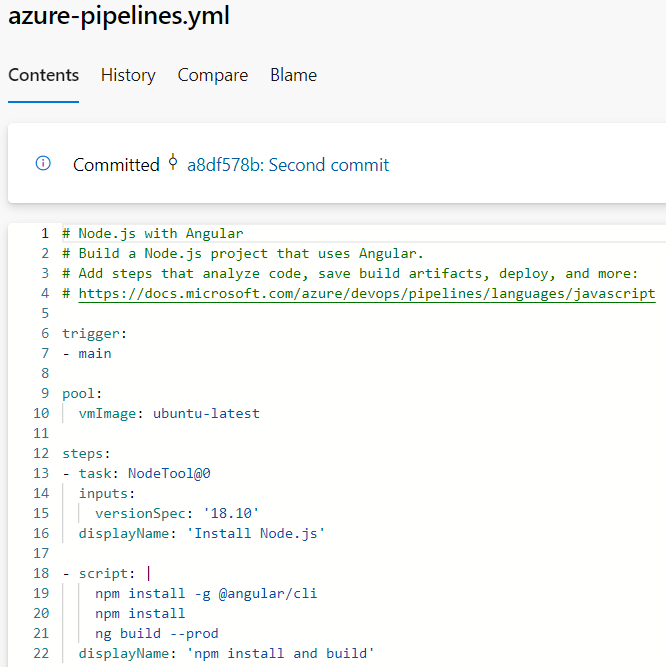 azure-pipelines.yml
Contents History Compare Blame
Committed a8df578b: Second commit
1 # Node.js with Angular
2 # Build a Node.js project that uses Angular.
3 # Add steps that analyze code, save build artifacts, deploy, and more:
4 # https://docs.microsoft.com/azure/devops/pipelines/languages/javascript
5
6 trigger:
7 - main
8
9 pool:
10   vmImage: ubuntu-latest
11
12 steps:
13 - task: NodeTool@0
14   inputs:
15     versionSpec: '18.10'
16   displayName: 'Install Node.js'
17
18 - script: |
19     npm install -g @angular/cli
20     npm install
21     ng build --prod
22   displayName: 'npm install and build'